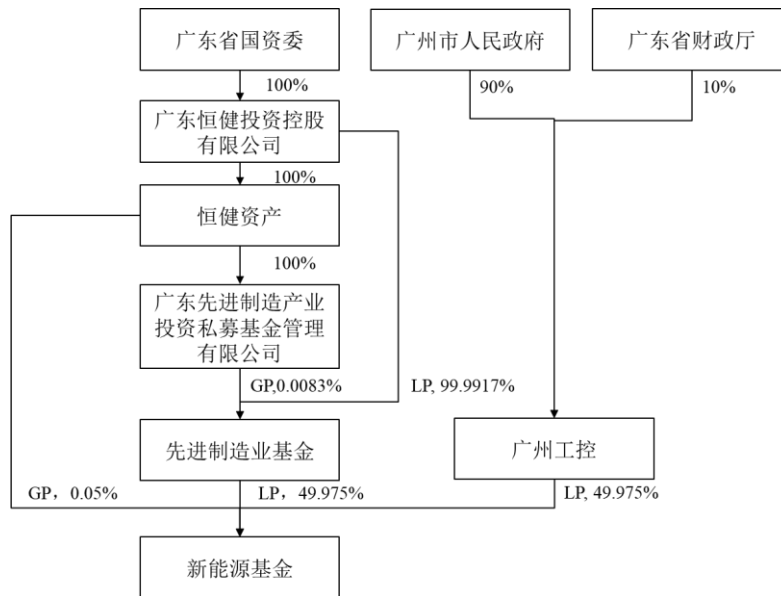 广东省国资委
广州市人民政府
广东省财政厅
100%
90%
10%
广东恒健投资控股
有限公司
100%
恒健资产
100%
广东先进制造产业
投资私募基金管理
有限公司
GP,0.0083%
LP, 99.9917%
先进制造业基金
广州工控
GP，0.05%
LP，49.975%
LP, 49.975%
新能源基金